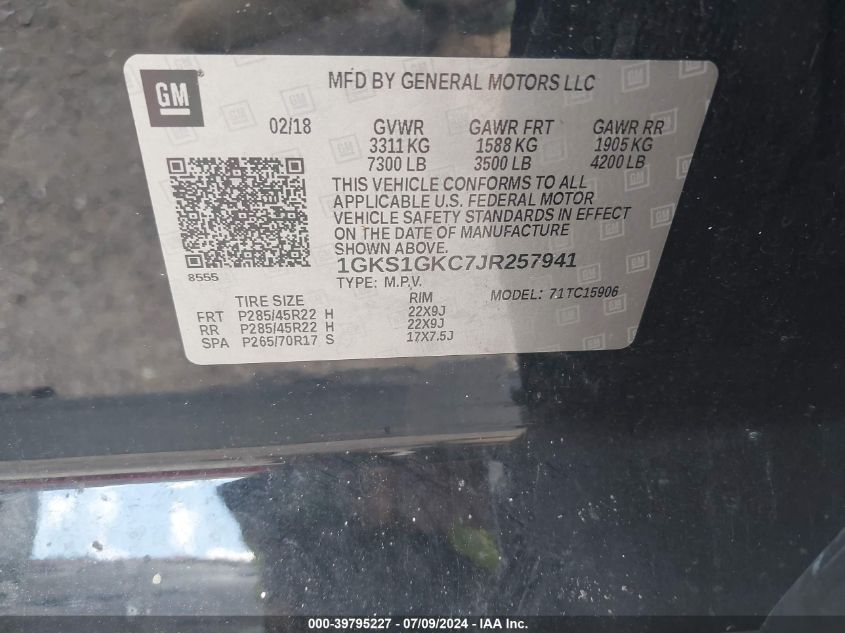 GM
MFD BY GENERAL MOTORS LLC
02/18 GVWR GAWR FRT GAWR RR
3311 KG 1588 KG 1905 KG
7300 LB 3500 LB 4200 LB
THIS VEHICLE CONFORMS TO ALL
APPLICABLE U.S. FEDERAL MOTOR
VEHICLE SAFETY STANDARDS IN EFFECT
ON THE DATE OF MANUFACTURE
SHOWN ABOVE.
8555
1GKS1GKC7JR257941
TYPE: M.P.V. MODEL: 71TC15906
TIRE SIZE RIM
FRT P285/45R22 H 22X9J
RR P285/45R22 H 22X9J
SPA P265/70R17 S 17X7.5J
000-39795227 - 07/09/2024 - IAA Inc.